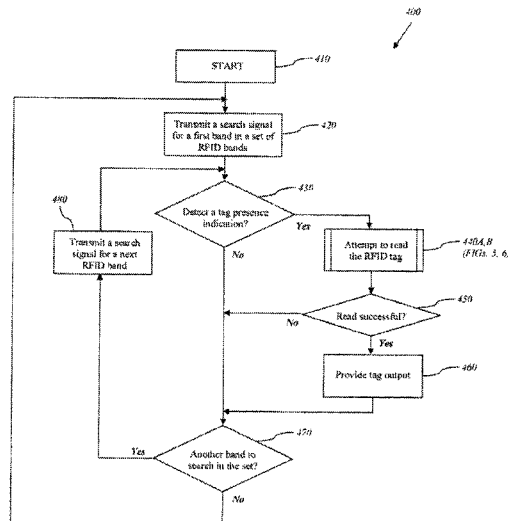 400
START
410
Transmit a search signal
for a first band in a set of
RFID bands
420
430
Detect a tag presence
indication?
Yes
No
480
Transmit a search
signal for a next
RFID band
Attempt to read
the RFID tag
440A,B
(FIGs. 5, 6,
450
Read successful?
No
Yes
Provide tag output
460
470
Another band to
search in the set?
Yes
No